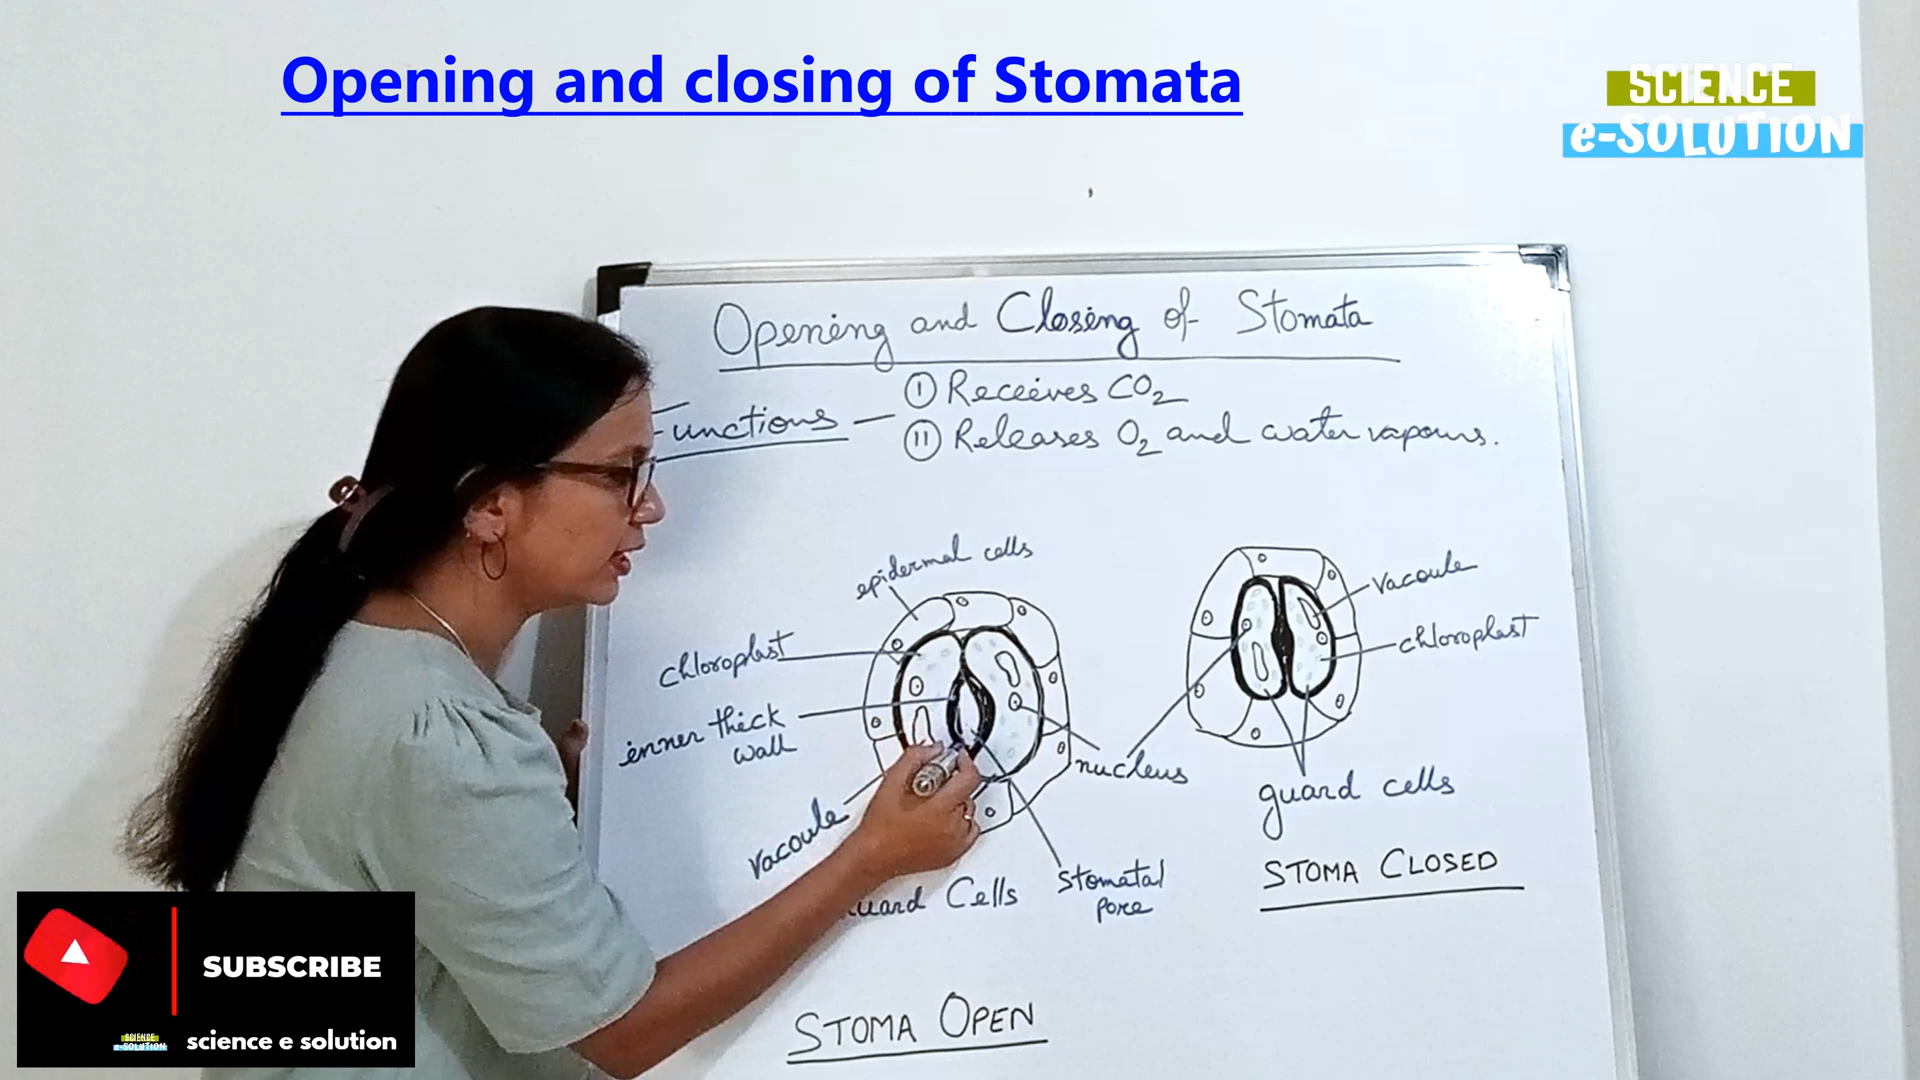 Opening and closing of Stomata
SCIENCE
e-SOLUTION
Opening and Closing of Stomata
Functions
I Receives CO2
II Releases O2 and water vapours.
epidermal cells
chloroplast
inner thick
wall
vacoule
Guard Cells
stomatal
pore
nucleus
STOMA OPEN
vacoule
chloroplast
guard cells
STOMA CLOSED
SUBSCRIBE
SCIENCE
e-SOLUTION
science e solution